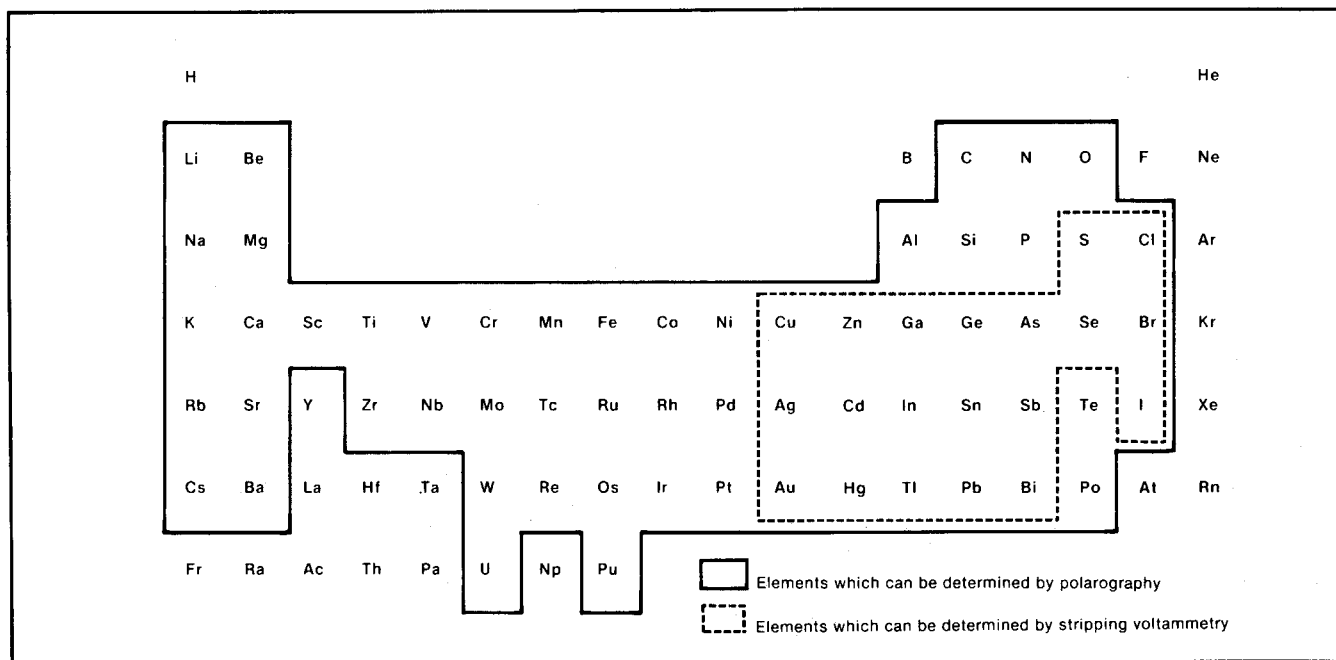 H He
Li Be B C N O F Ne
Na Mg Al Si P S Cl Ar
K Ca Sc Ti V Cr Mn Fe Co Ni Cu Zn Ga Ge As Se Br Kr
Rb Sr Y Zr Nb Mo Tc Ru Rh Pd Ag Cd In Sn Sb Te I Xe
Cs Ba La Hf Ta W Re Os Ir Pt Au Hg Tl Pb Bi Po At Rn
Fr Ra Ac Th Pa U Np Pu
Elements which can be determined by polarography
Elements which can be determined by stripping voltammetry